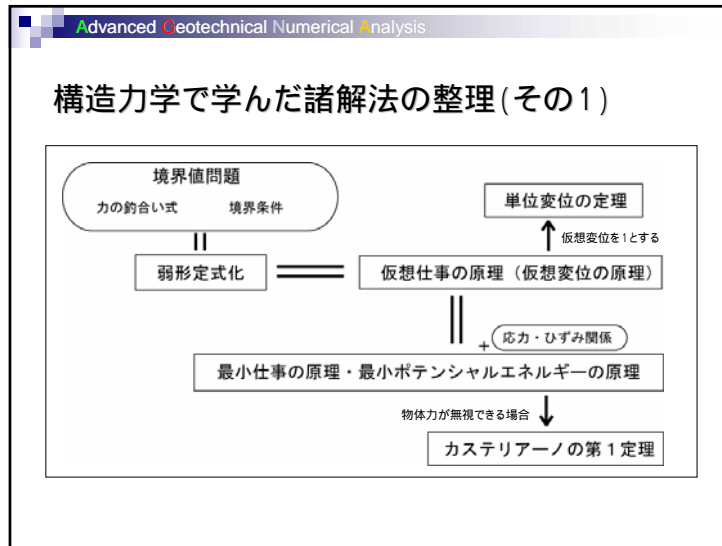 Advanced Geotechnical Numerical Analysis
構造力学で学んだ諸解法の整理(その1)
境界値問題
力の釣合い式 境界条件
単位変位の定理
仮想変位を1とする
弱形定式化
仮想仕事の原理（仮想変位の原理）
+ 応力・ひずみ関係
最小仕事の原理・最小ポテンシャルエネルギーの原理
物体力が無視できる場合
カステリアーノの第１定理